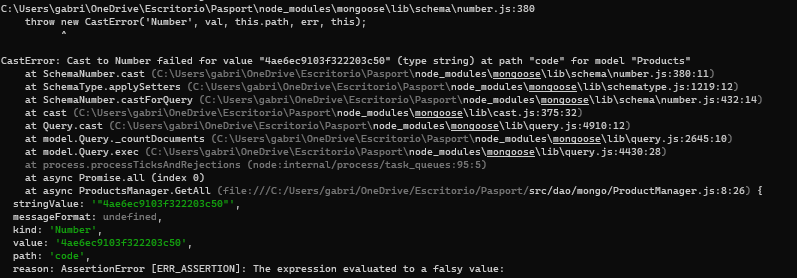 C:\Users\gabri\OneDrive\Escritorio\Pasport\node_modules\mongoose\lib\schema\number.js:380
    throw new CastError('Number', val, this.path, err, this);
          ^
CastError: Cast to Number failed for value "4ae6ec9103f322203c50" (type string) at path "code" for model "Products"
    at SchemaNumber.cast (C:\Users\gabri\OneDrive\Escritorio\Pasport\node_modules\mongoose\lib\schema\number.js:380:11)
    at SchemaType.applySetters (C:\Users\gabri\OneDrive\Escritorio\Pasport\node_modules\mongoose\lib\schematype.js:1219:12)
    at SchemaNumber.castForQuery (C:\Users\gabri\OneDrive\Escritorio\Pasport\node_modules\mongoose\lib\schema\number.js:432:14)
    at cast (C:\Users\gabri\OneDrive\Escritorio\Pasport\node_modules\mongoose\lib\cast.js:375:32)
    at Query.cast (C:\Users\gabri\OneDrive\Escritorio\Pasport\node_modules\mongoose\lib\query.js:4910:12)
    at model.Query._countDocuments (C:\Users\gabri\OneDrive\Escritorio\Pasport\node_modules\mongoose\lib\query.js:2645:10)
    at model.Query.exec (C:\Users\gabri\OneDrive\Escritorio\Pasport\node_modules\mongoose\lib\query.js:4430:28)
    at process.processTicksAndRejections (node:internal/process/task_queues:95:5)
    at async Promise.all (index 0)
    at async ProductsManager.GetAll (file:///C:/Users/gabri/OneDrive/Escritorio/Pasport/src/dao/mongo/ProductManager.js:8:26) {
  stringValue: '"4ae6ec9103f322203c50"',
  messageFormat: undefined,
  kind: 'Number',
  value: '4ae6ec9103f322203c50',
  path: 'code',
  reason: AssertionError [ERR_ASSERTION]: The expression evaluated to a falsy value: